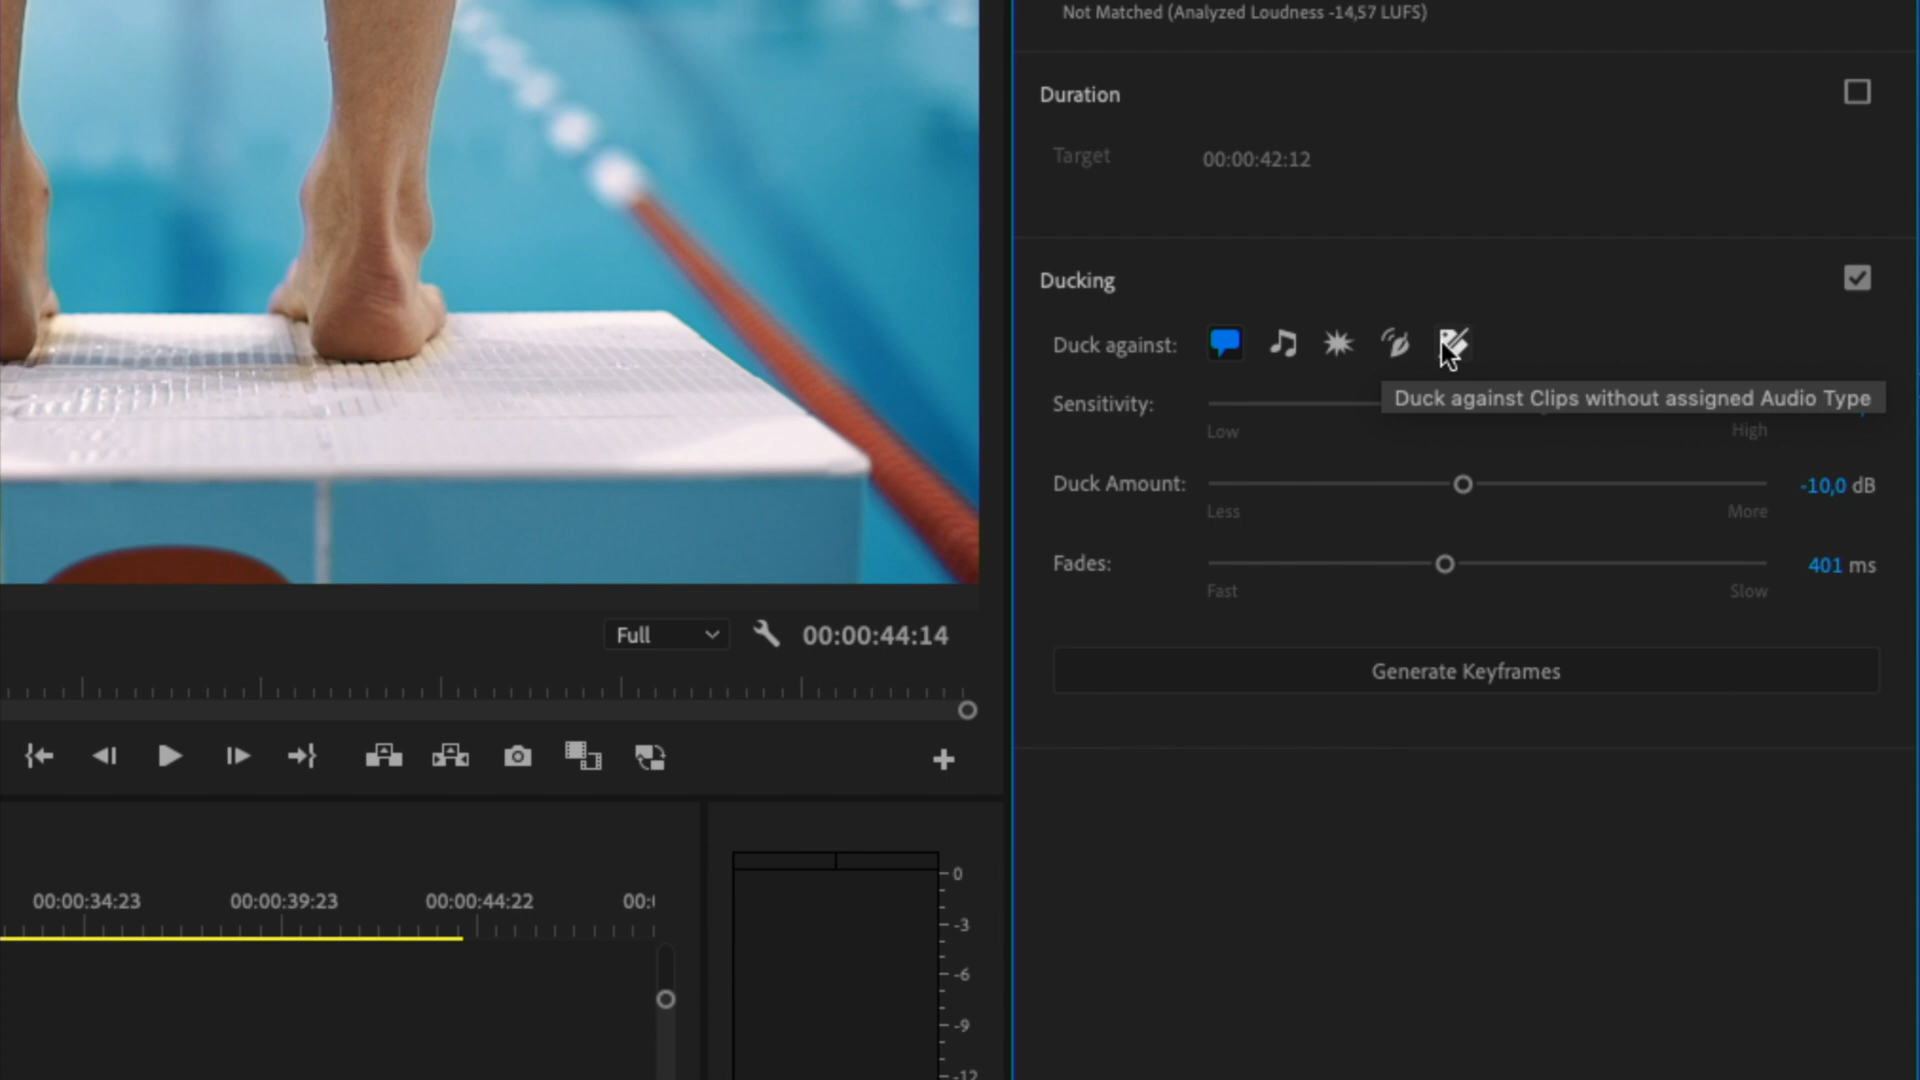 Not Matched (Analyzed Loudness -14,57 LUFS)
Duration
Target 00:00:42:12
Ducking
Duck against:
Duck against Clips without assigned Audio Type
Sensitivity:
Low High
Duck Amount: -10,0 dB
Less More
Fades: 401 ms
Fast Slow
Generate Keyframes
Full 00:00:44:14
00:00:34:23 00:00:39:23 00:00:44:22 00:
0
-3
-6
-9
-12